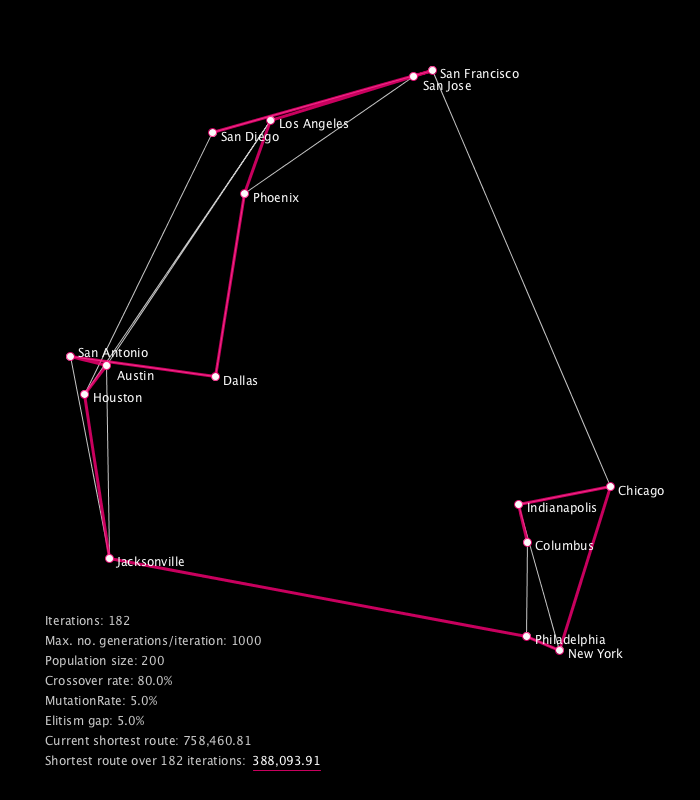 San Francisco
San Jose
Los Angeles
San Diego
Phoenix
San Antonio
Austin
Dallas
Houston
Chicago
Indianapolis
Columbus
Jacksonville
Philadelphia
New York
Iterations: 182
Max. no. generations/iteration: 1000
Population size: 200
Crossover rate: 80.0%
MutationRate: 5.0%
Elitism gap: 5.0%
Current shortest route: 758,460.81
Shortest route over 182 iterations: 388,093.91